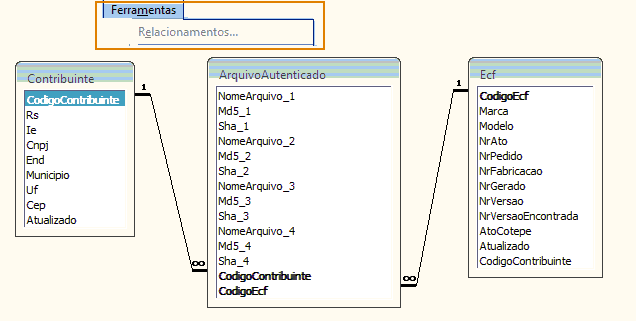 Ferramentas
Relacionamentos...
Contribuinte
CodigoContribuinte
Rs
Ie
Cnpj
End
Municipio
Uf
Cep
Atualizado
1
∞
ArquivoAutenticado
NomeArquivo_1
Md5_1
Sha_1
NomeArquivo_2
Md5_2
Sha_2
NomeArquivo_3
Md5_3
Sha_3
NomeArquivo_4
Md5_4
Sha_4
CodigoContribuinte
CodigoEcf
1
∞
Ecf
CodigoEcf
Marca
Modelo
NrAto
NrPedido
NrFabricacao
NrGerado
NrVersao
NrVersaoEncontrada
AtoCotepe
Atualizado
CodigoContribuinte